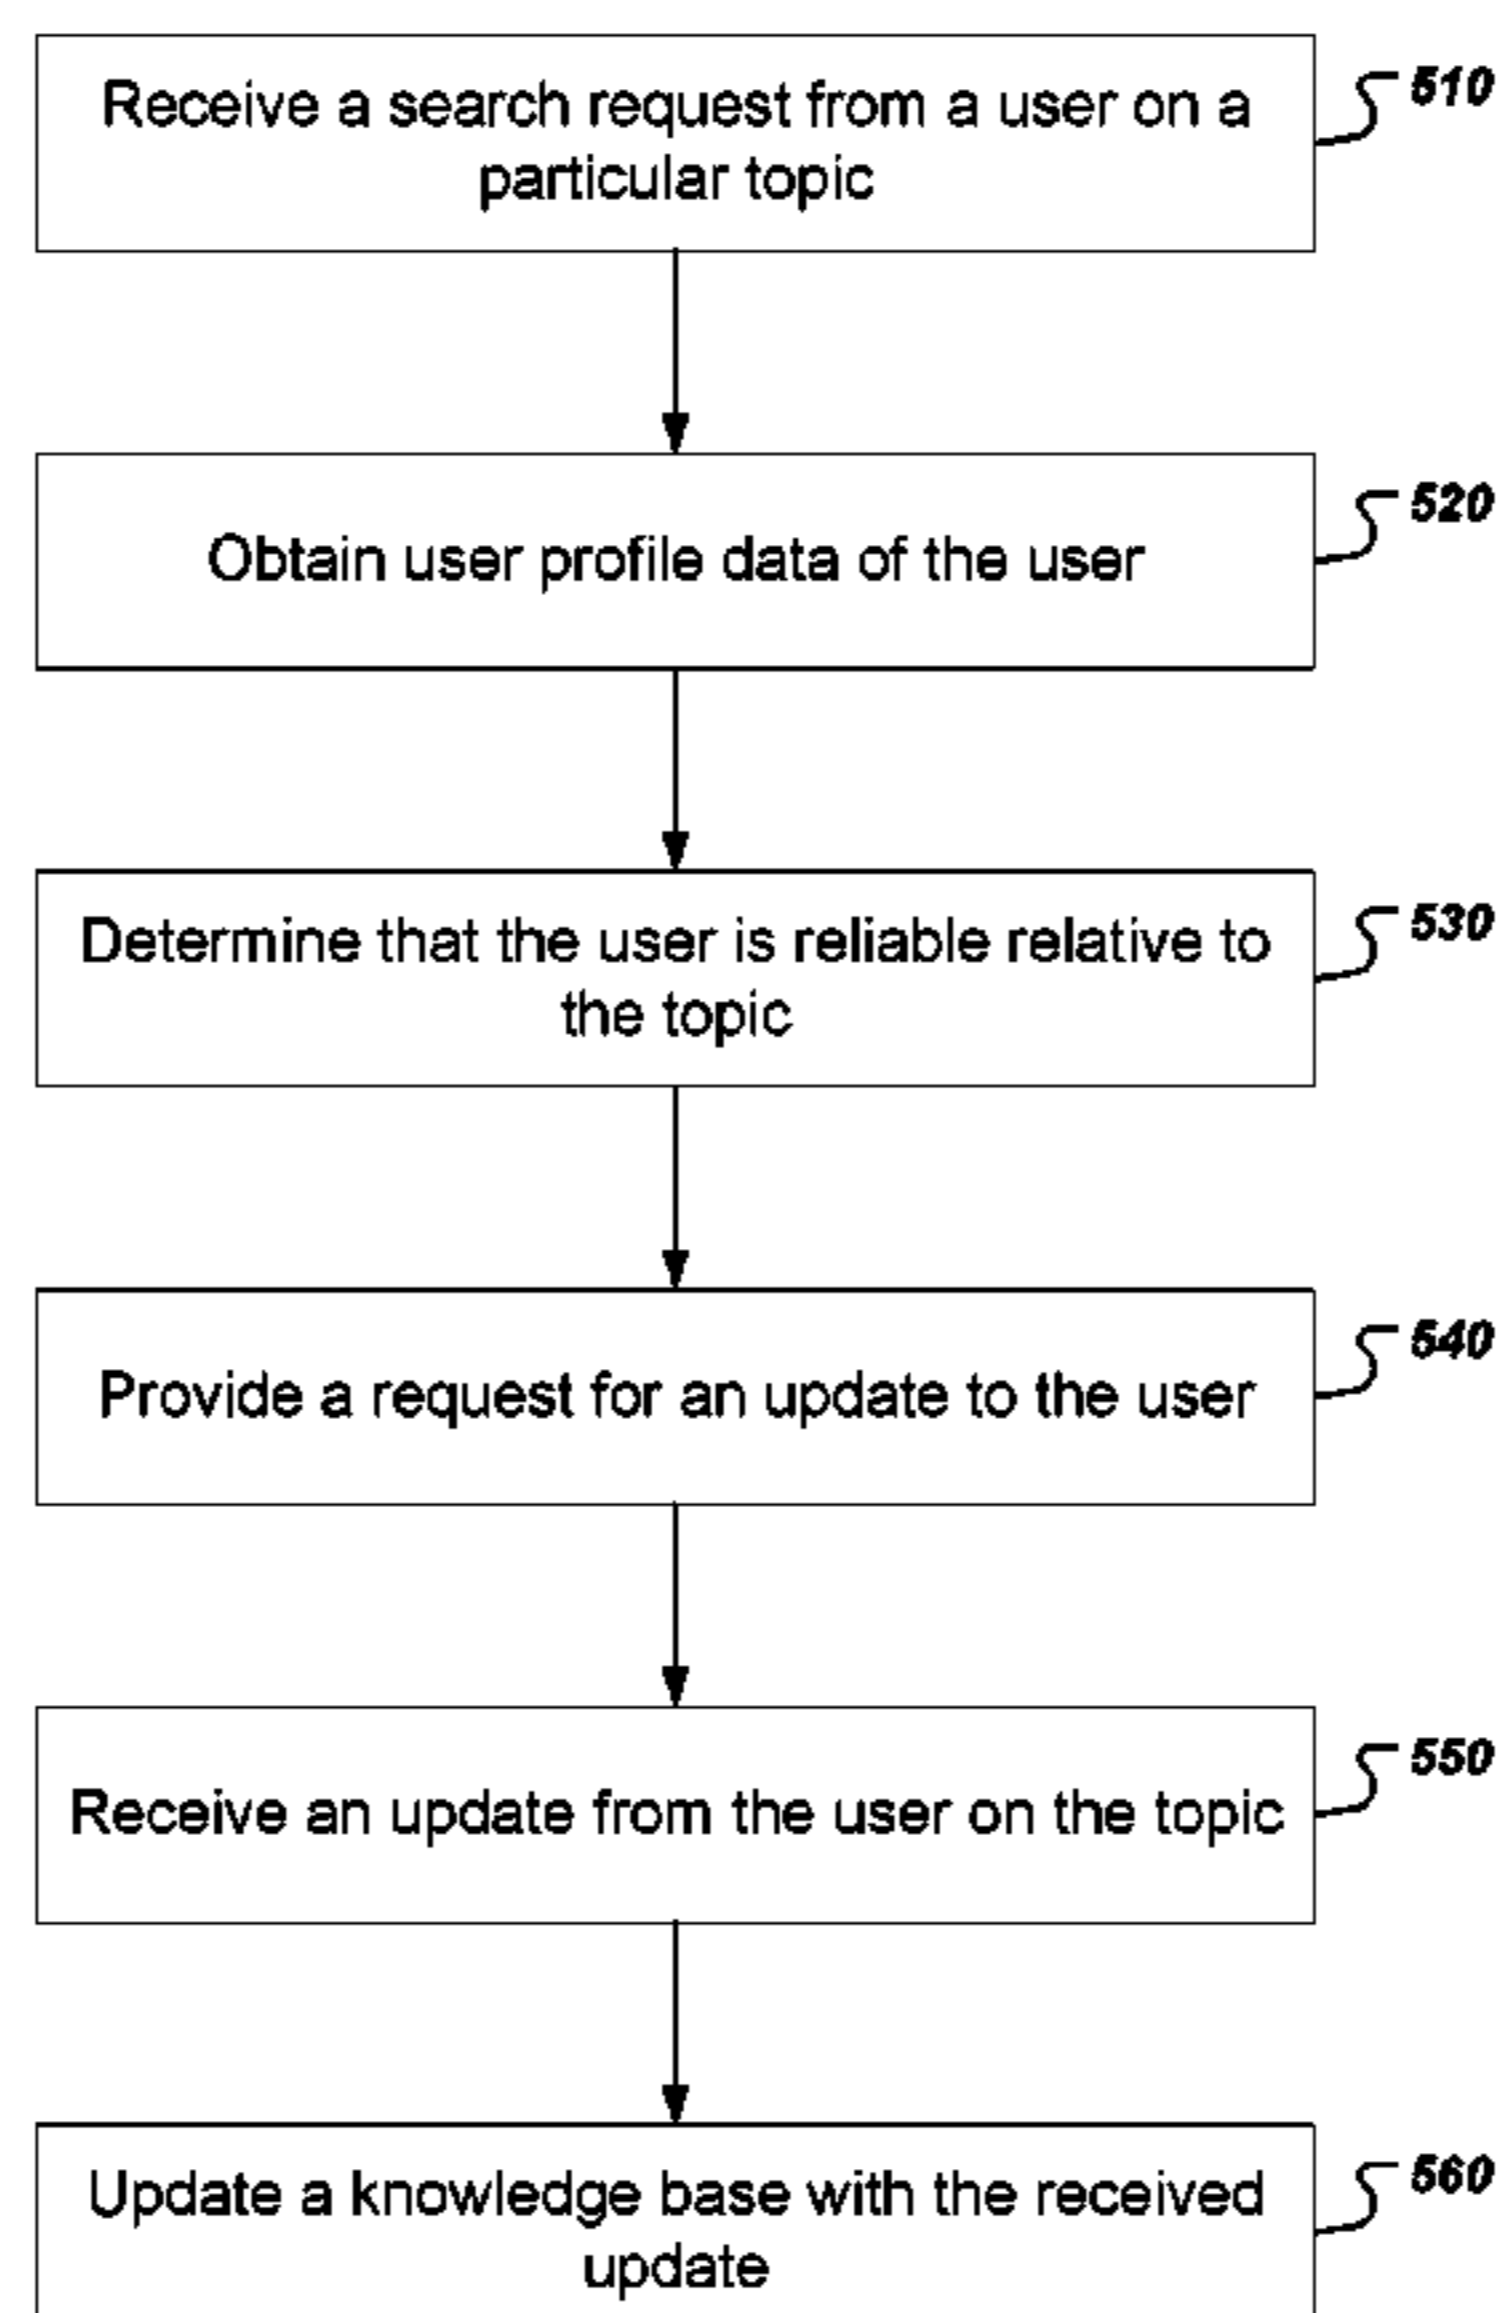 Receive a search request from a user on a
particular topic
510
Obtain user profile data of the user
520
Determine that the user is reliable relative to
the topic
530
Provide a request for an update to the user
540
Receive an update from the user on the topic
550
Update a knowledge base with the received
update
560